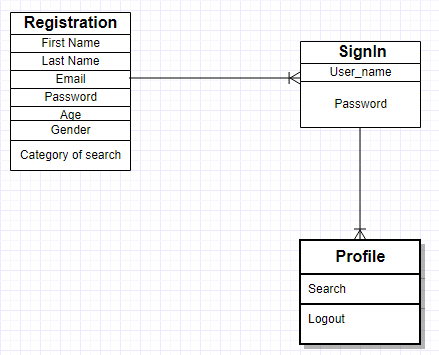 Registration
First Name
Last Name
Email
Password
Age
Gender
Category of search
SignIn
User_name
Password
Profile
Search
Logout